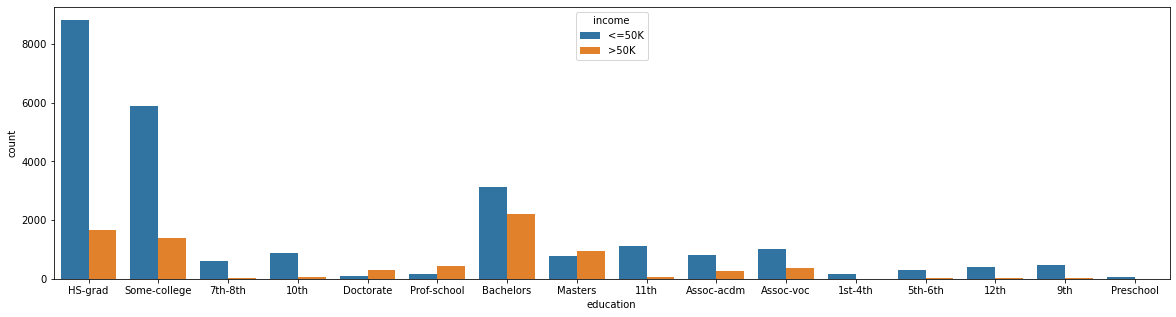 income
<=50K
>50K
8000
6000
4000
2000
0
count
HS-grad Some-college 7th-8th 10th Doctorate Prof-school Bachelors Masters 11th Assoc-acdm Assoc-voc 1st-4th 5th-6th 12th 9th Preschool
education